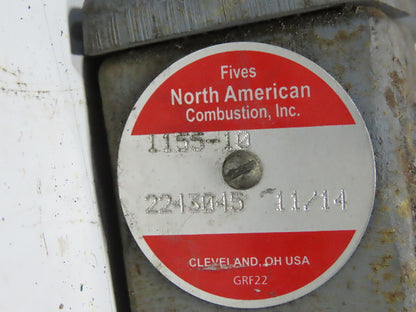 Fives
North American
Combustion, Inc.
1155-10
2243045 11/14
CLEVELAND, OH USA
GRF22